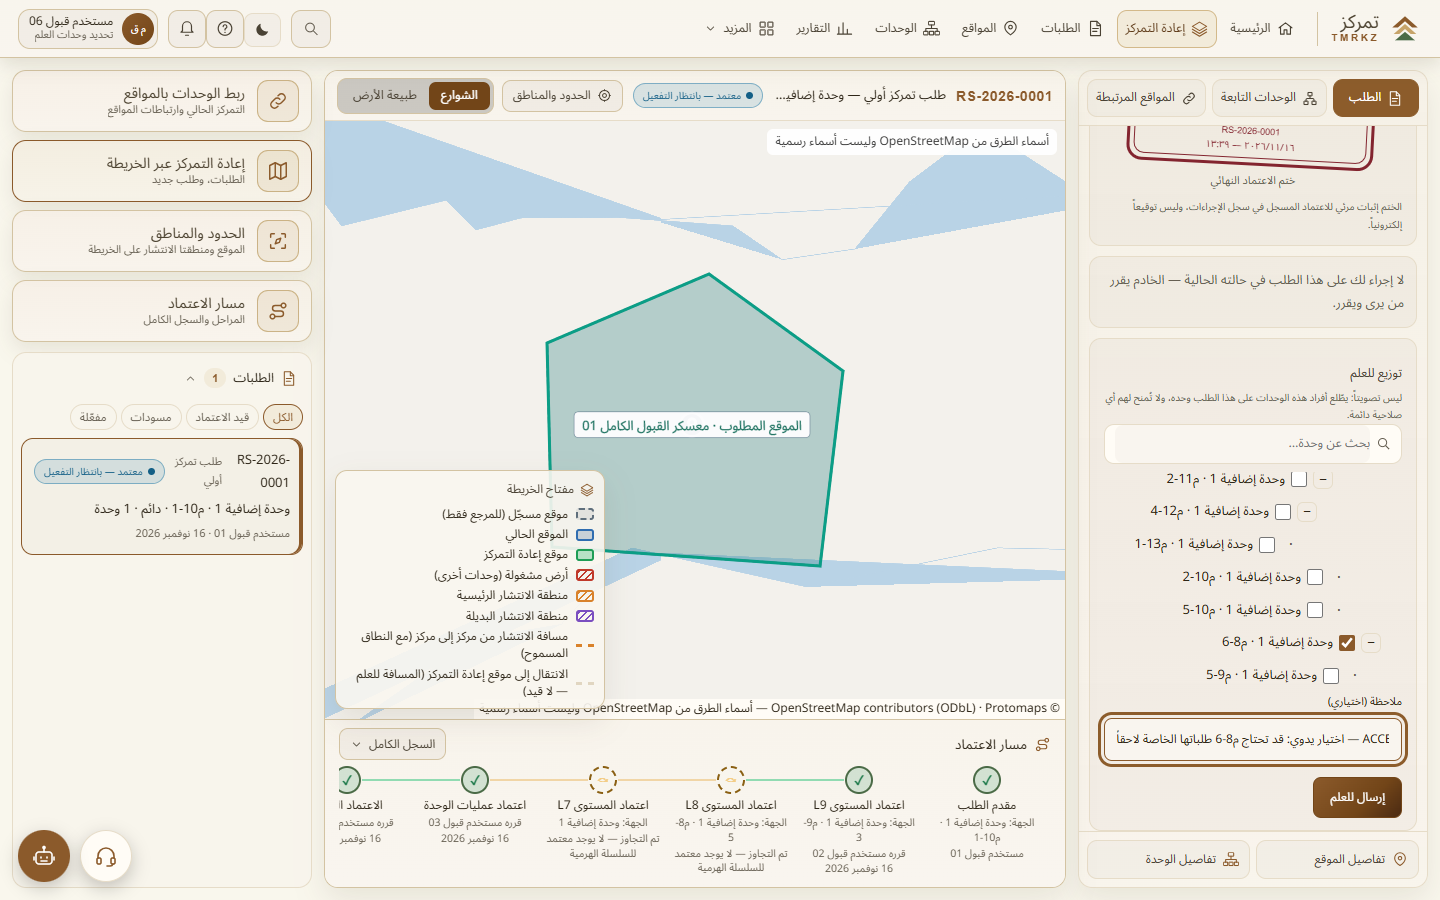 تمركز
TMRKZ
الرئيسية
إعادة التمركز
الطلبات
المواقع
الوحدات
التقارير
المزيد
مستخدم قبول 06
تحديد وحدات العلم
م ق
الطلب
الوحدات التابعة
المواقع المرتبطة
RS-2026-0001
٢٠٢٦/١١/١٦ — ١٣:٣٩
ختم الاعتماد النهائي
الختم إثبات مرئي للاعتماد المسجل في سجل الإجراءات، وليس توقيعاً
إلكترونياً.
لا إجراء لك على هذا الطلب في حالته الحالية — الخادم يقرر
من يرى ويقرر.
توزيع للعلم
ليس تصويتاً: يطّلع أفراد هذه الوحدات على هذا الطلب وحده، ولا تُمنح لهم أي
صلاحية دائمة.
بحث عن وحدة...
وحدة إضافية 1 · م11-2
وحدة إضافية 1 · م12-4
وحدة إضافية 1 · م13-1
وحدة إضافية 1 · م10-2
وحدة إضافية 1 · م10-5
وحدة إضافية 1 · م8-6
وحدة إضافية 1 · م9-5
ملاحظة (اختياري)
ACCE — اختيار يدوي: قد تحتاج م8-6 طلباتها الخاصة لاحقاً
إرسال للعلم
تفاصيل الموقع
تفاصيل الوحدة
RS-2026-0001
طلب تمركز أولي — وحدة إضافي...
معتمد — بانتظار التفعيل
الحدود والمناطق
الشوارع
طبيعة الأرض
أسماء الطرق من OpenStreetMap وليست أسماء رسمية
الموقع المطلوب · معسكر القبول الكامل 01
مفتاح الخريطة
موقع مسجّل (للمرجع فقط)
الموقع الحالي
موقع إعادة التمركز
أرض مشغولة (وحدات أخرى)
منطقة الانتشار الرئيسية
منطقة الانتشار البديلة
مسافة الانتشار من مركز إلى مركز (مع النطاق
المسموح)
الانتقال إلى موقع إعادة التمركز (المسافة للعلم
— لا قيد)
© OpenStreetMap contributors (ODbL) · Protomaps — أسماء الطرق من OpenStreetMap وليست أسماء رسمية
مسار الاعتماد
السجل الكامل
مقدم الطلب
الجهة: وحدة إضافية 1 ·
م10-1
مستخدم قبول 01
اعتماد المستوى L9
الجهة: وحدة إضافية 1 · م9-
3
قرره مستخدم قبول 02
16 نوفمبر 2026
اعتماد المستوى L8
الجهة: وحدة إضافية 1 · م8-
5
تم التجاوز — لا يوجد معتمد
للسلسلة الهرمية
اعتماد المستوى L7
الجهة: وحدة إضافية 1
تم التجاوز — لا يوجد معتمد
للسلسلة الهرمية
اعتماد عمليات الوحدة
قرره مستخدم قبول 03
16 نوفمبر 2026
الاعتماد ال
قرره مستخدم
16 نوفمبر
ربط الوحدات بالمواقع
التمركز الحالي وارتباطات المواقع
إعادة التمركز عبر الخريطة
الطلبات، وطلب جديد
الحدود والمناطق
الموقع ومنطقتا الانتشار على الخريطة
مسار الاعتماد
المراحل والسجل الكامل
الطلبات
1
الكل
قيد الاعتماد
مسودات
مفعّلة
RS-2026-
0001
طلب تمركز
أولي
معتمد — بانتظار التفعيل
وحدة إضافية 1 · م10-1 · دائم · 1 وحدة
مستخدم قبول 01 · 16 نوفمبر 2026